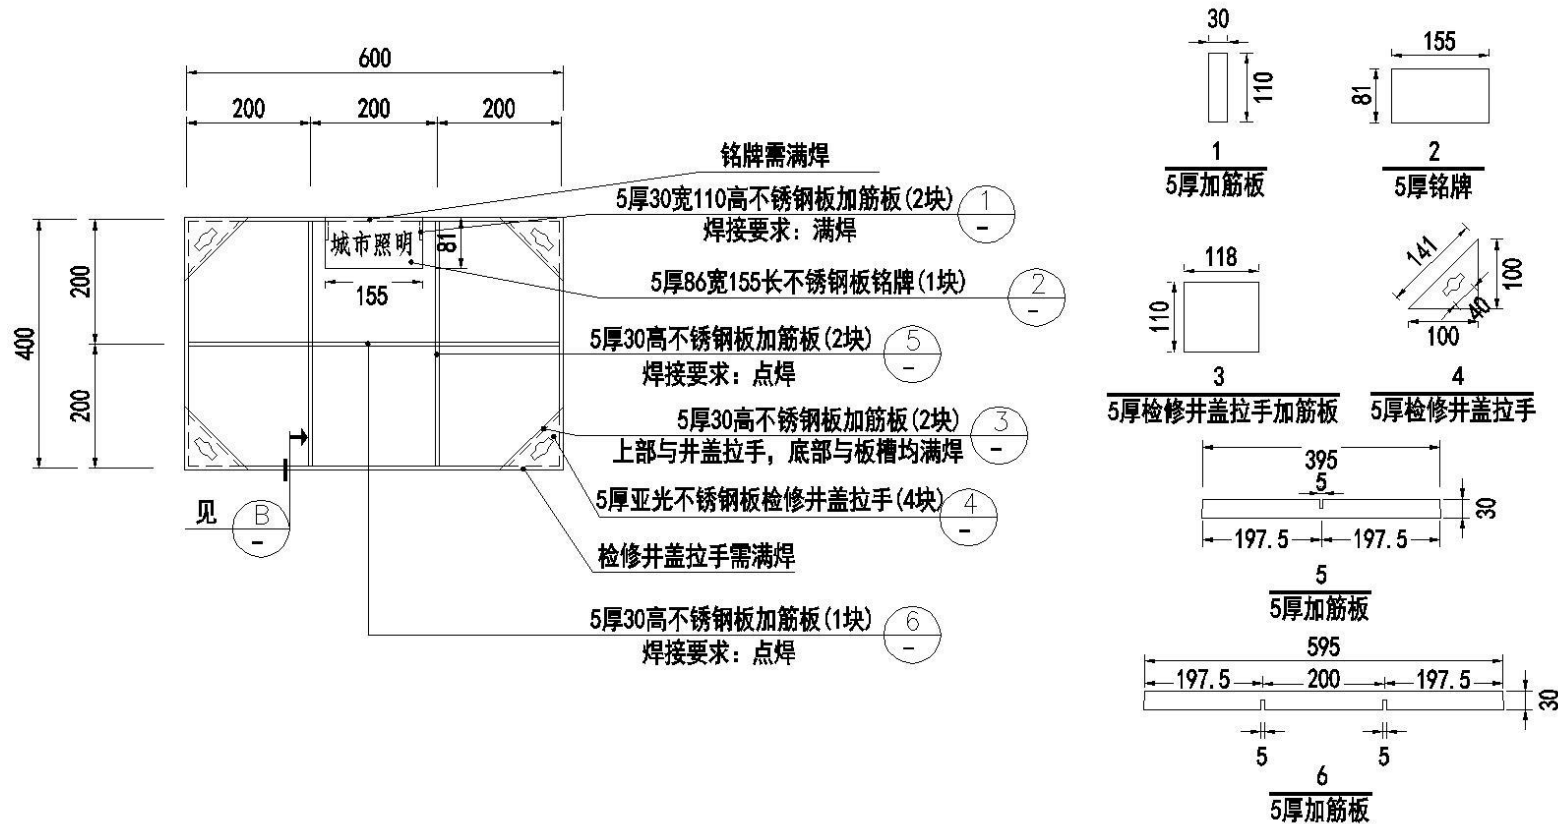 600
200
200
200
400
200
200
城市照明
81
155
铭牌需满焊
5厚30宽110高不锈钢板加筋板(2块)
焊接要求：满焊
1
-
5厚86宽155长不锈钢板铭牌(1块)
2
-
5厚30高不锈钢板加筋板(2块)
焊接要求：点焊
5
-
5厚30高不锈钢板加筋板(2块)
上部与井盖拉手，底部与板槽均满焊
3
-
5厚亚光不锈钢板检修井盖拉手(4块)
4
-
见
B
-
检修井盖拉手需满焊
5厚30高不锈钢板加筋板(1块)
焊接要求：点焊
6
-
30
110
1
5厚加筋板
155
81
2
5厚铭牌
118
110
3
5厚检修井盖拉手加筋板
141
100
40
100
4
5厚检修井盖拉手
395
5
30
197.5
197.5
5
5厚加筋板
595
197.5
200
197.5
30
5
5
6
5厚加筋板